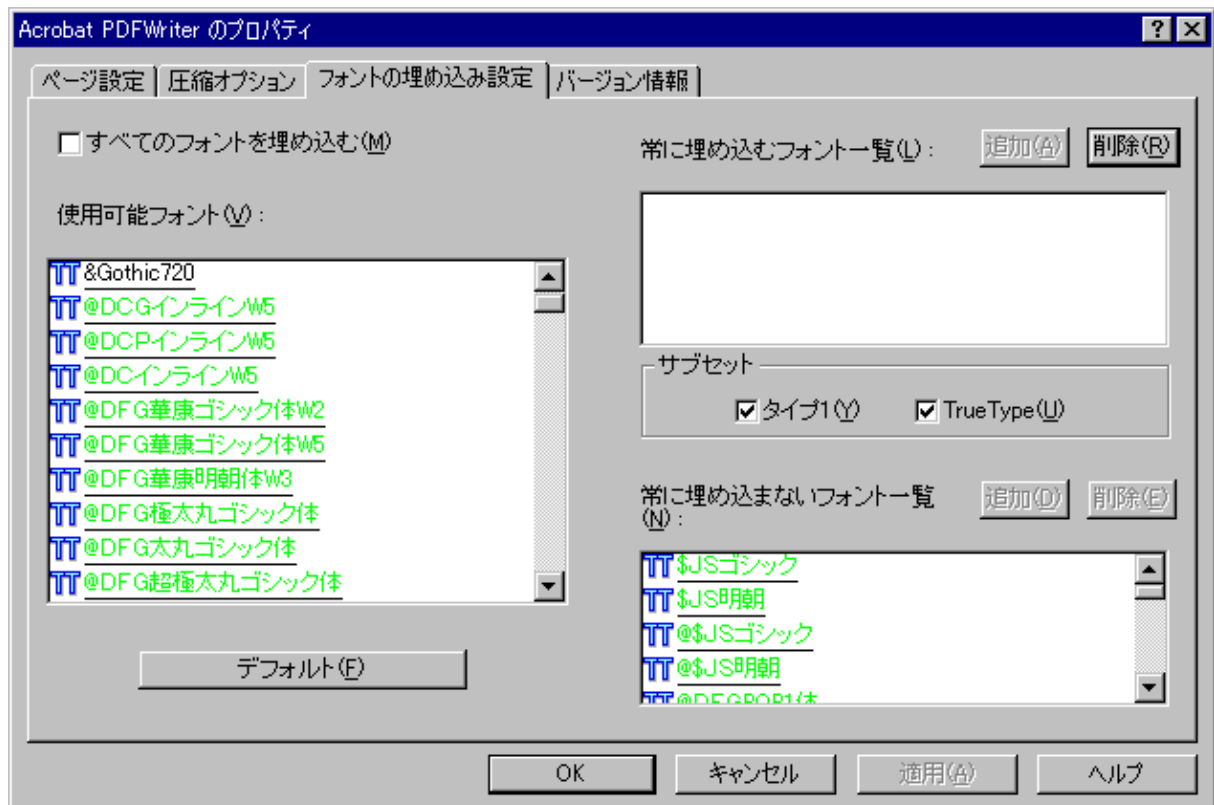 Acrobat PDFWriter のプロパティ
ページ設定 圧縮オプション フォントの埋め込み設定 バージョン情報
すべてのフォントを埋め込む(M)
使用可能フォント(V):
&Gothic720
@DCGインラインW5
@DCPインラインW5
@DCインラインW5
@DFG華康ゴシック体W2
@DFG華康ゴシック体W5
@DFG華康明朝体W3
@DFG極太丸ゴシック体
@DFG太丸ゴシック体
@DFG超極太丸ゴシック体
デフォルト(F)
常に埋め込むフォント一覧(L): 追加(A) 削除(R)
サブセット
タイプ1(Y) TrueType(U)
常に埋め込まないフォント一覧
(N): 追加(D) 削除(E)
$JSゴシック
$JS明朝
@$JSゴシック
@$JS明朝
@DFGPOP1体
OK キャンセル 適用(A) ヘルプ